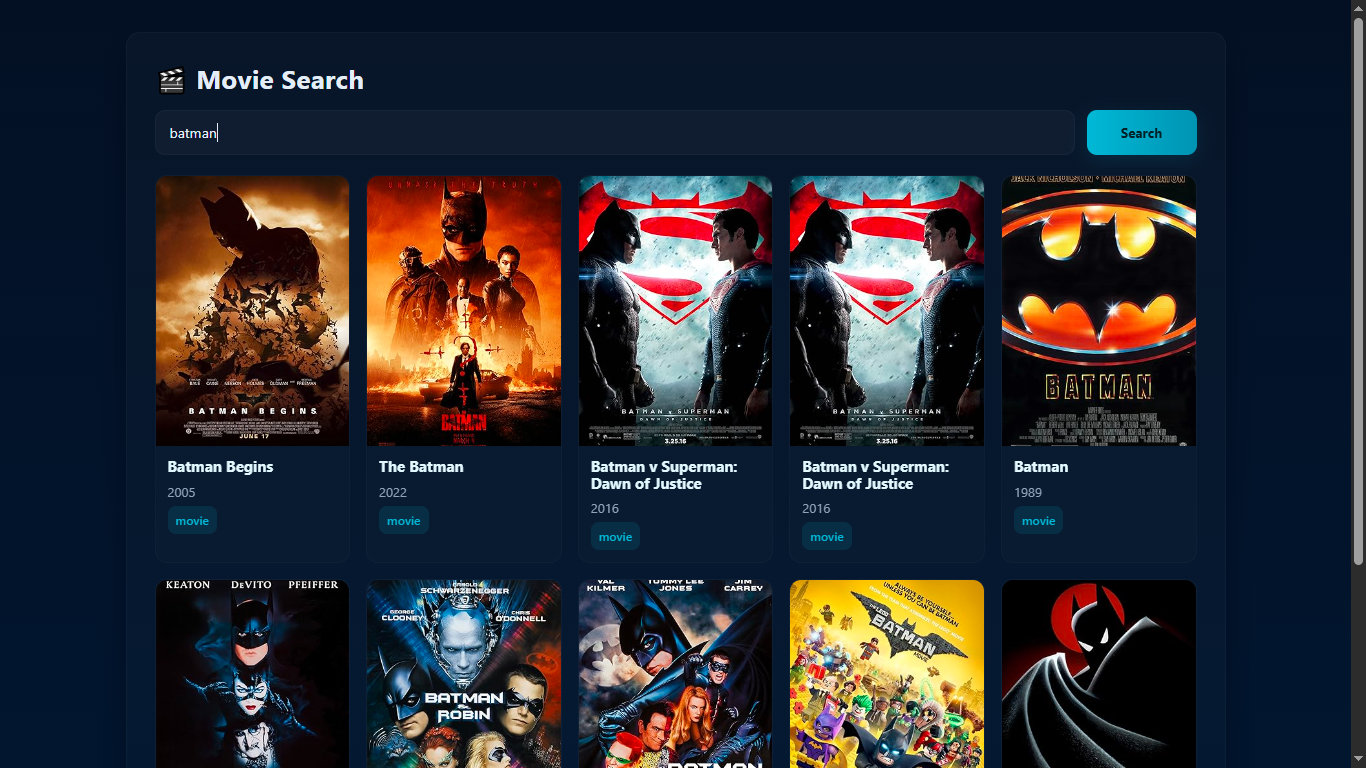 Movie Search
batman
Search
JACK NICHOLSON • MICHAEL KEATON
UNMASK THE TRUTH
BATMAN
BATMAN BEGINS
JUNE 17
THE
BATMAN
BATMAN v SUPERMAN
DAWN OF JUSTICE
3.25.16
BATMAN v SUPERMAN
DAWN OF JUSTICE
3.25.16
Batman Begins
2005
movie
The Batman
2022
movie
Batman v Superman:
Dawn of Justice
2016
movie
Batman v Superman:
Dawn of Justice
2016
movie
Batman
1989
movie
KEATON DeVITO PFEIFFER
ARNOLD
SCHWARZENEGGER
GEORGE
CLOONEY
CHRIS
O'DONNELL
BATMAN
&
ROBIN
VAL
KILMER
TOMMY LEE
JONES
JIM
CARREY
BATMAN
ALWAYS BE YOURSELF...
UNLESS YOU CAN BE BATMAN.
THE LEGO
BATMAN
MOVIE